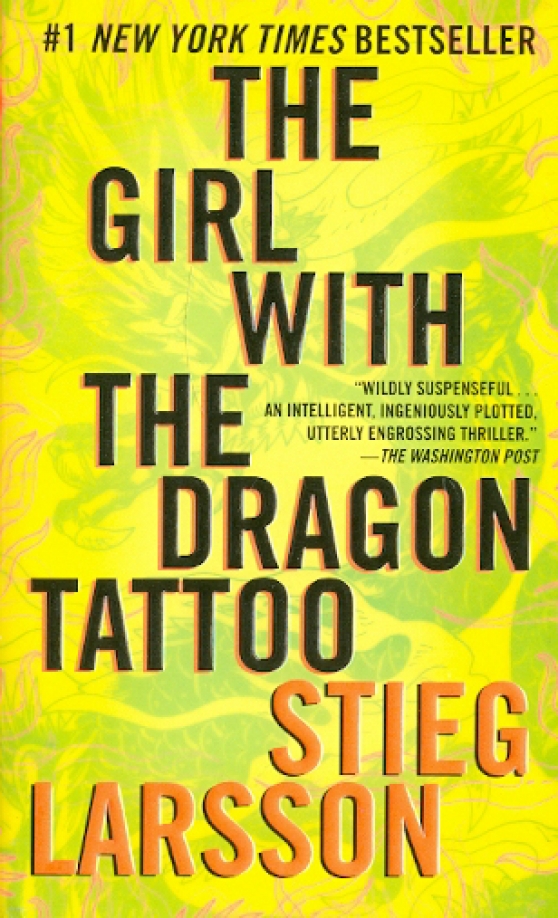 #1 NEW YORK TIMES BESTSELLER
THE
GIRL
WITH
THE
"WILDLY SUSPENSEFUL . . .
AN INTELLIGENT, INGENIOUSLY PLOTTED,
UTTERLY ENGROSSING THRILLER."
—THE WASHINGTON POST
DRAGON
TATTOO
STIEG
LARSSON